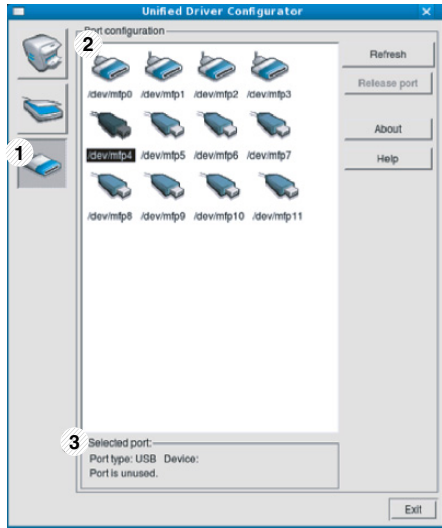 Unified Driver Configurator
2
Port configuration
Refresh
/dev/mfp0 /dev/mfp1 /dev/mfp2 /dev/mfp3
Release port
About
1
/dev/mfp4 /dev/mfp5 /dev/mfp6 /dev/mfp7
Help
/dev/mfp8 /dev/mfp9 /dev/mfp10 /dev/mfp11
3
Selected port:
Port type: USB Device:
Port is unused.
Exit